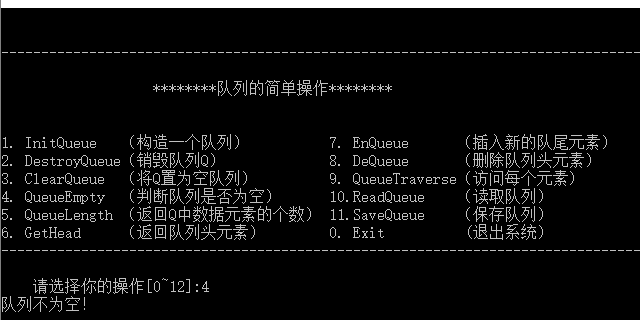 --------------------------------------------------------------------------------
********队列的简单操作********
1. InitQueue （构造一个队列） 7. EnQueue （插入新的队尾元素）
2. DestroyQueue（销毁队列Q） 8. DeQueue （删除队列头元素）
3. ClearQueue （将Q置为空队列） 9. QueueTraverse（访问每个元素）
4. QueueEmpty （判断队列是否为空） 10.ReadQueue （读取队列）
5. QueueLength （返回Q中数据元素的个数） 11.SaveQueue （保存队列）
6. GetHead （返回队列头元素） 0. Exit （退出系统）
--------------------------------------------------------------------------------
请选择你的操作[0~12]:4
队列不为空!